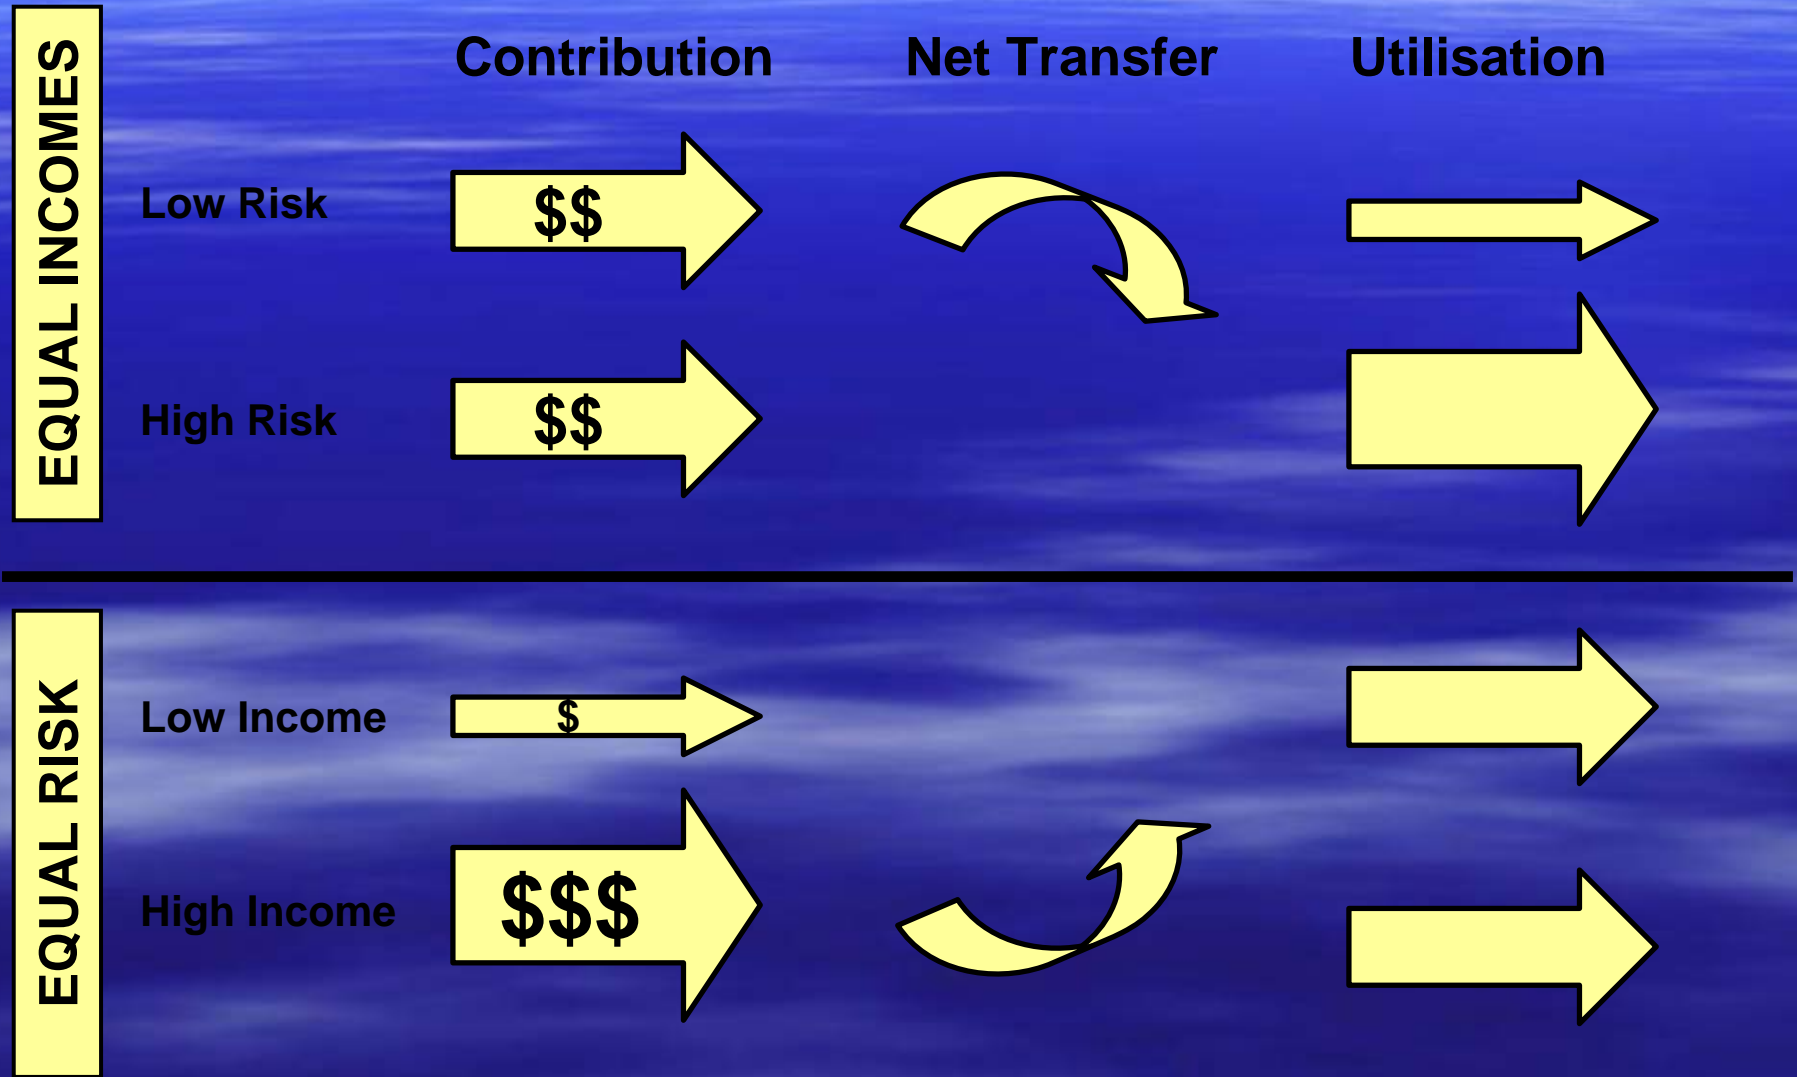 EQUAL INCOMES
Contribution Net Transfer Utilisation
Low Risk $$
High Risk $$
EQUAL RISK
Low Income $
High Income $$$